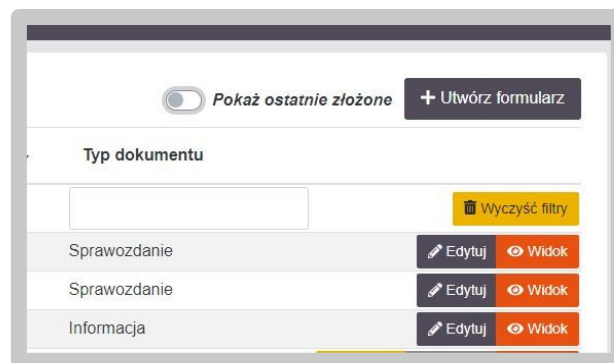 Pokaż ostatnie złożone + Utwórz formularz
Typ dokumentu
Wyczyść filtry
Sprawozdanie Edytuj Widok
Sprawozdanie Edytuj Widok
Informacja Edytuj Widok